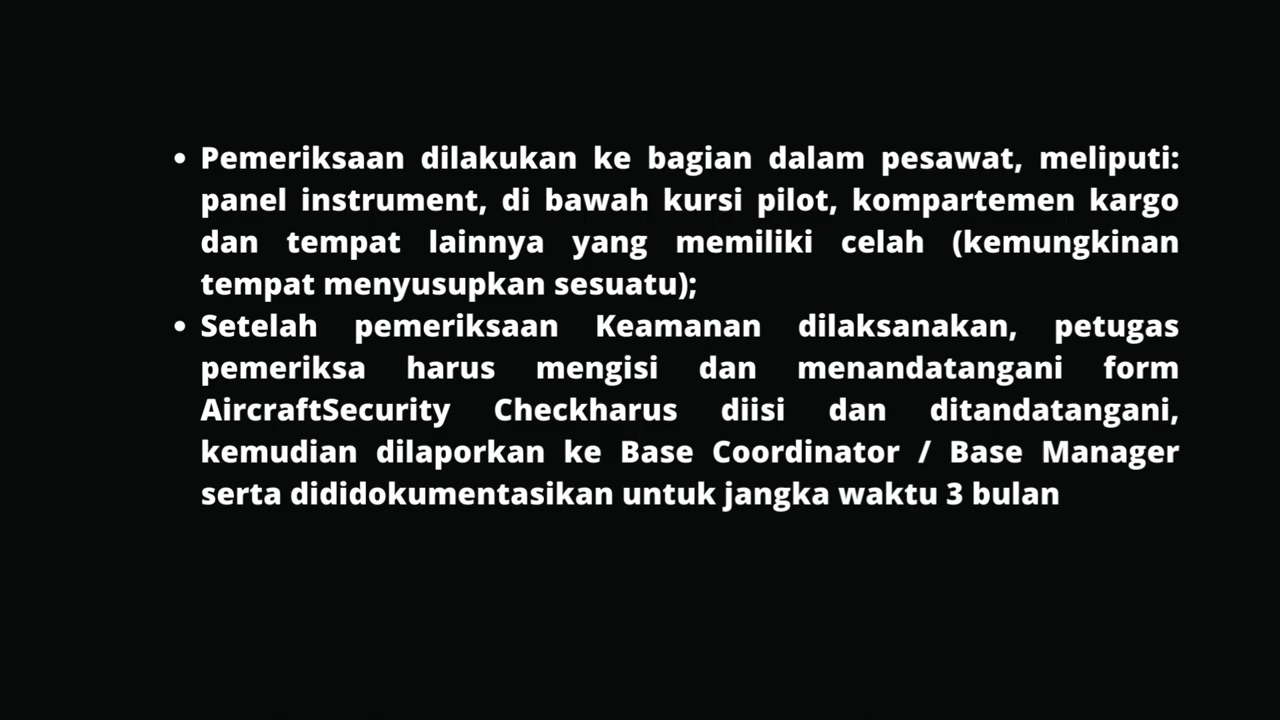 • Pemeriksaan dilakukan ke bagian dalam pesawat, meliputi:
panel instrument, di bawah kursi pilot, kompartemen kargo
dan tempat lainnya yang memiliki celah (kemungkinan
tempat menyusupkan sesuatu);
• Setelah pemeriksaan Keamanan dilaksanakan, petugas
pemeriksa harus mengisi dan menandatangani form
AircraftSecurity Checkharus diisi dan ditandatangani,
kemudian dilaporkan ke Base Coordinator / Base Manager
serta dididokumentasikan untuk jangka waktu 3 bulan